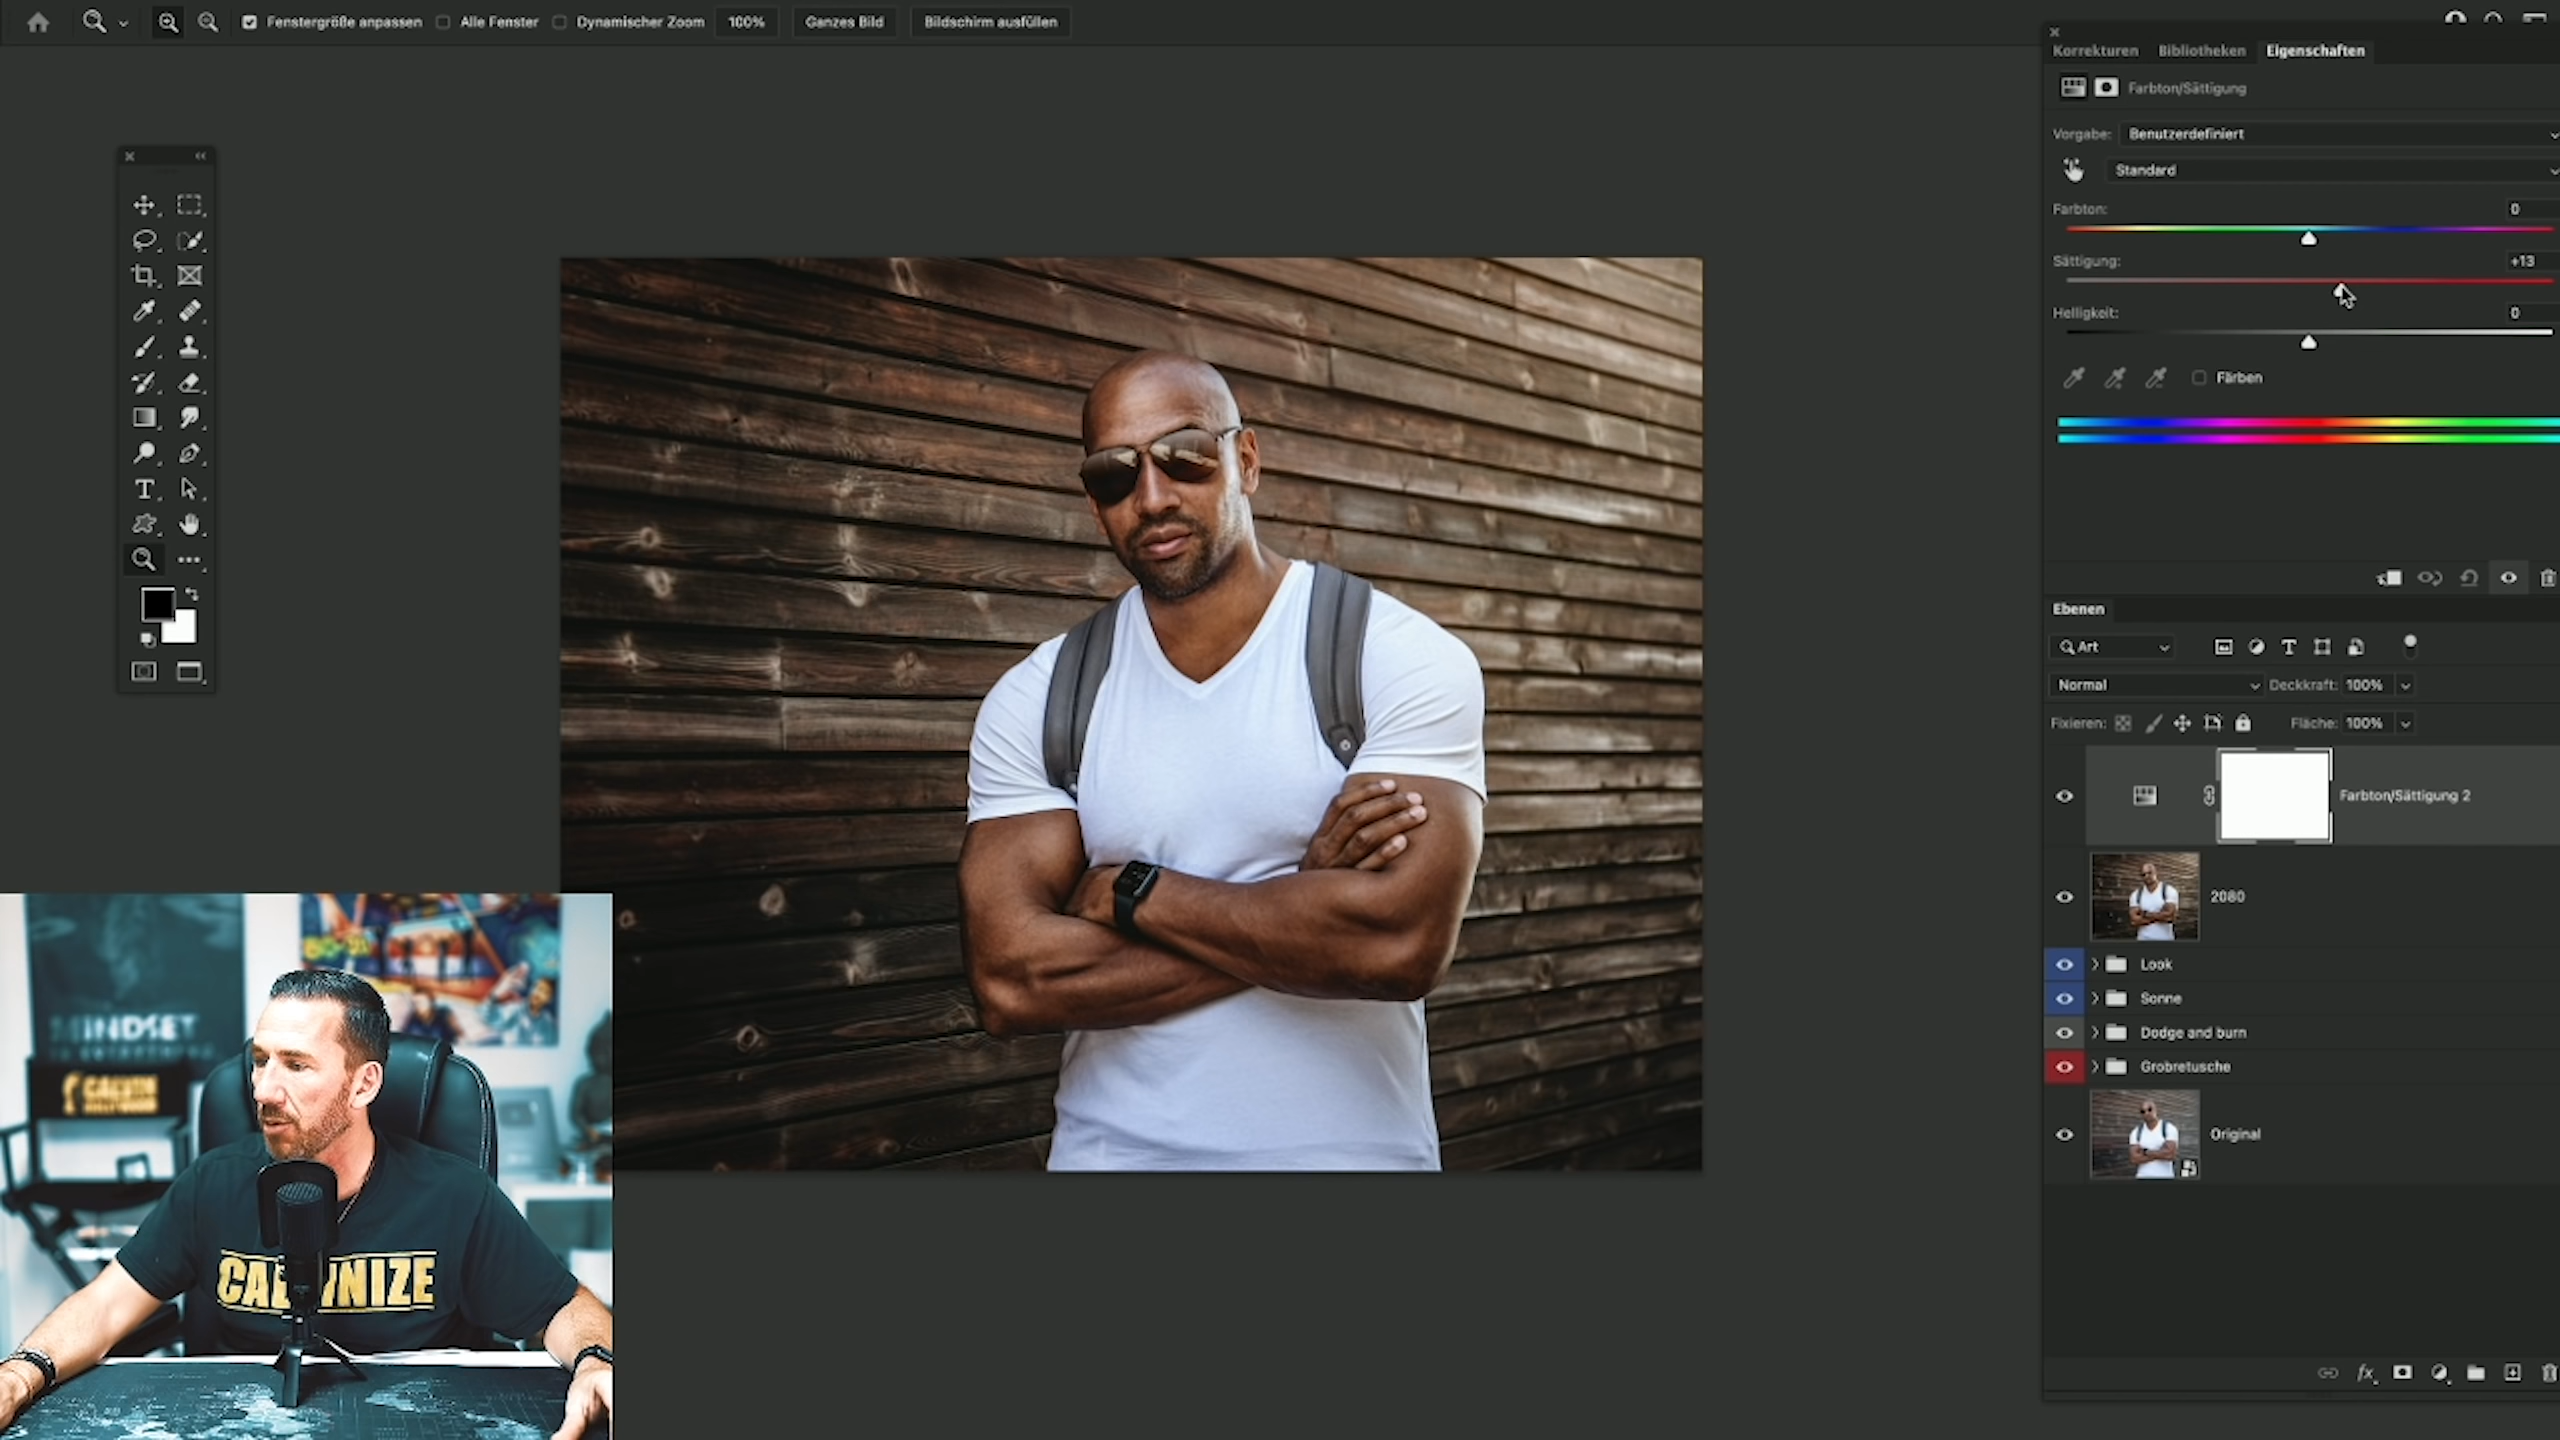 Fenstergröße anpassen Alle Fenster Dynamischer Zoom 100% Ganzes Bild Bildschirm ausfüllen
Korrekturen Bibliotheken Eigenschaften
Farbton/Sättigung
Vorgabe: Benutzerdefiniert
Standard
Farbton: 0
Sättigung: +13
Helligkeit: 0
Färben
Ebenen
Art
Normal Deckkraft: 100%
Fixieren: Fläche: 100%
Farbton/Sättigung 2
2080
Look
Sonne
Dodge and burn
Grobretusche
Original
MINDSET
CALVIN